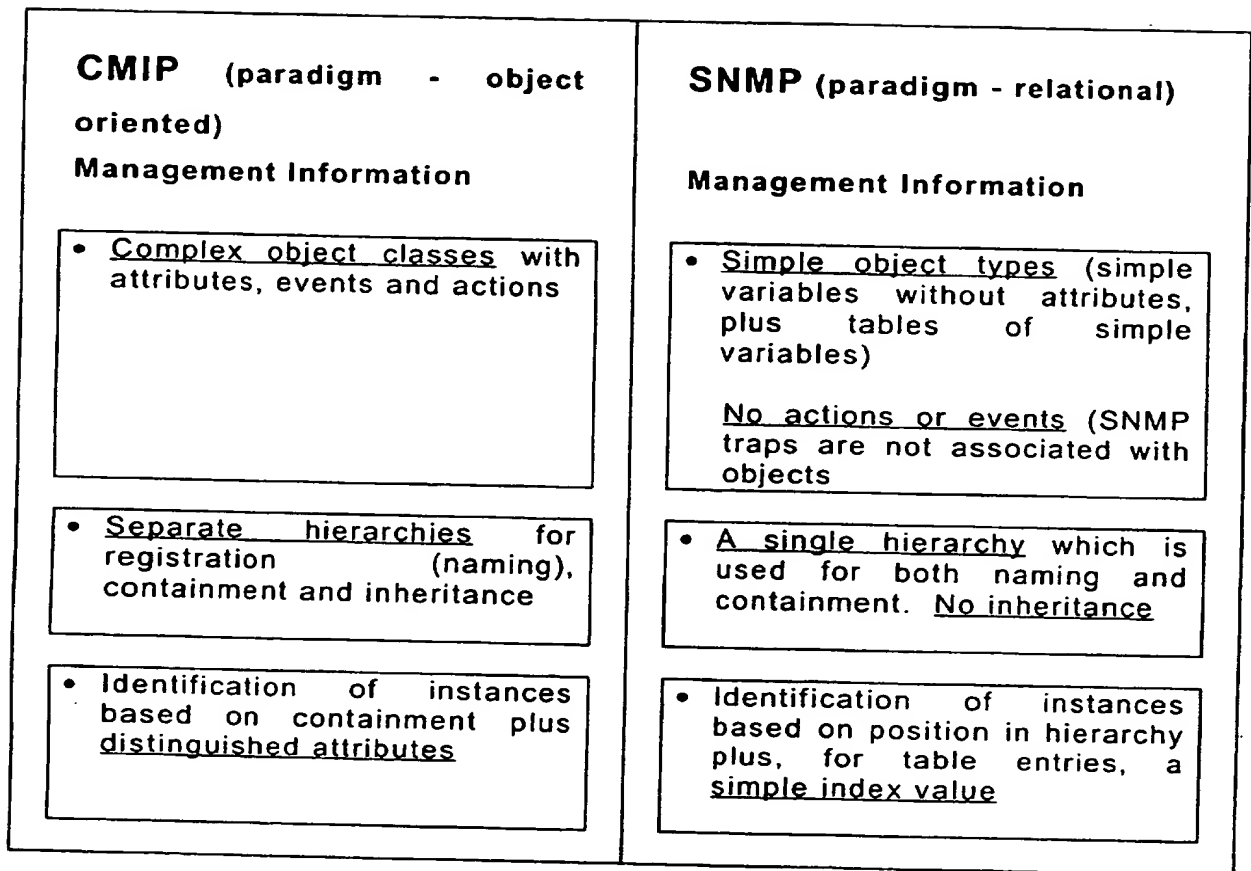 CMIP (paradigm - object
oriented)
Management Information
• Complex object classes with
attributes, events and actions
• Separate hierarchies for
registration (naming),
containment and inheritance
• Identification of instances
based on containment plus
distinguished attributes
SNMP (paradigm - relational)
Management Information
• Simple object types (simple
variables without attributes,
plus tables of simple
variables)
No actions or events (SNMP
traps are not associated with
objects
• A single hierarchy which is
used for both naming and
containment. No inheritance
• Identification of instances
based on position in hierarchy
plus, for table entries, a
simple index value